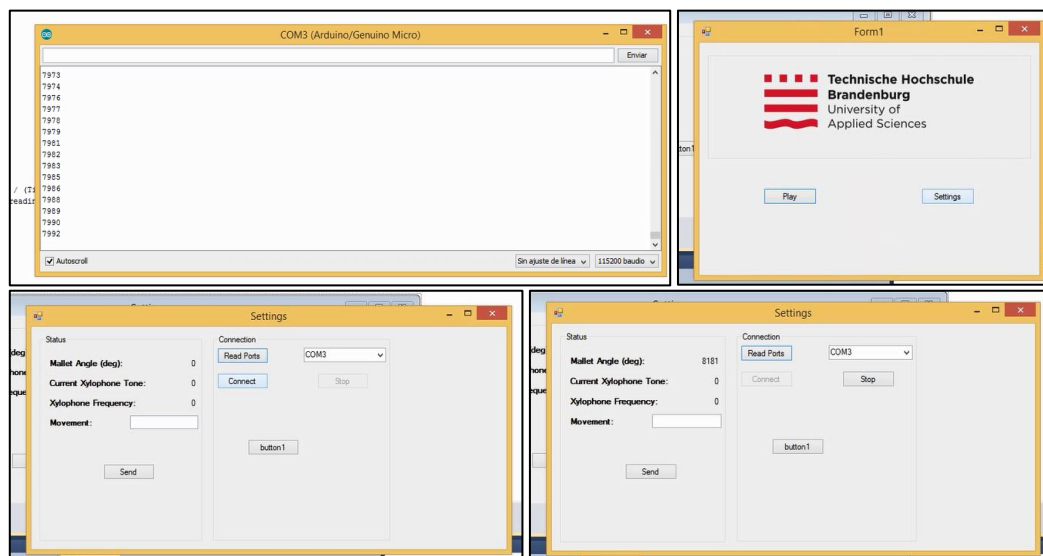 COM3 (Arduino/Genuino Micro)
Enviar
7973
7974
7976
7977
7978
7979
7981
7982
7983
7985
7986
7988
7989
7990
7992
Autoscroll
Sin ajuste de línea
115200 baudio
Form1
Technische Hochschule
Brandenburg
University of
Applied Sciences
Play
Settings
Settings
Status
Mallet Angle (deg): 0
Current Xylophone Tone: 0
Xylophone Frequency: 0
Movement:
Send
Connection
Read Ports
COM3
Connect
Stop
button1
Settings
Status
Mallet Angle (deg): 8181
Current Xylophone Tone: 0
Xylophone Frequency: 0
Movement:
Send
Connection
Read Ports
COM3
Connect
Stop
button1